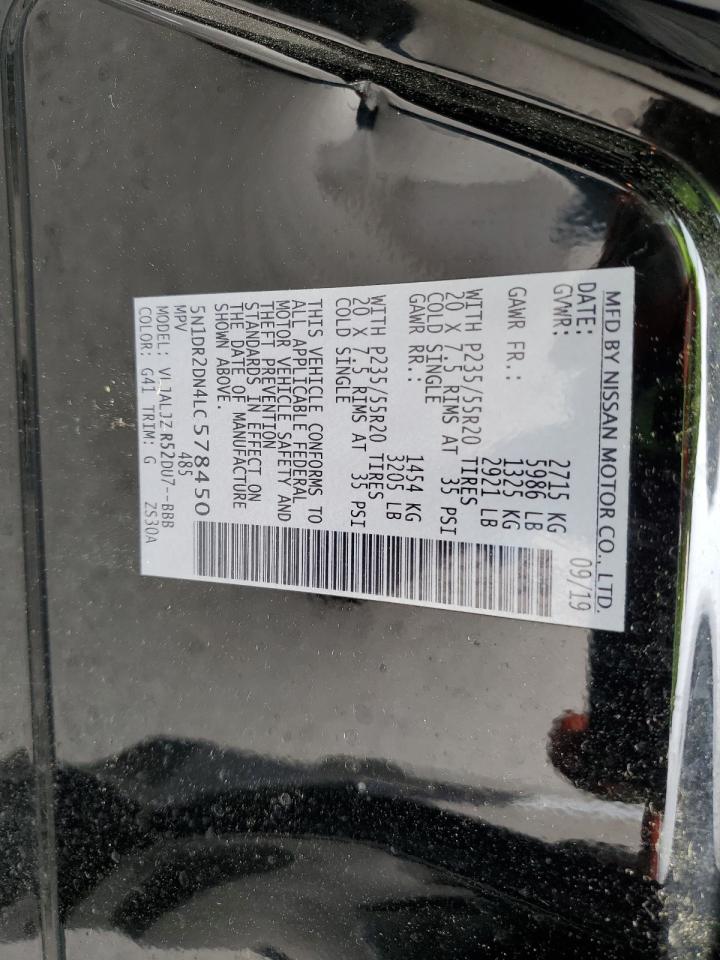 MFD BY NISSAN MOTOR CO., LTD.
DATE: 09/19
GVWR: 2715 KG
5986 LB
GAWR FR.: 1325 KG
2921 LB
WITH P235/55R20 TIRES
20 X 7.5 RIMS AT 35 PSI
COLD SINGLE
GAWR RR.: 1454 KG
3205 LB
WITH P235/55R20 TIRES
20 X 7.5 RIMS AT 35 PSI
COLD SINGLE
THIS VEHICLE CONFORMS TO
ALL APPLICABLE FEDERAL
MOTOR VEHICLE SAFETY AND
THEFT PREVENTION
STANDARDS IN EFFECT ON
THE DATE OF MANUFACTURE
SHOWN ABOVE.
5N1DR2DN4LC578450
MPV 485
MODEL: VLJALJZR52DU7--BBB
COLOR: G41 TRIM: G ZS30A